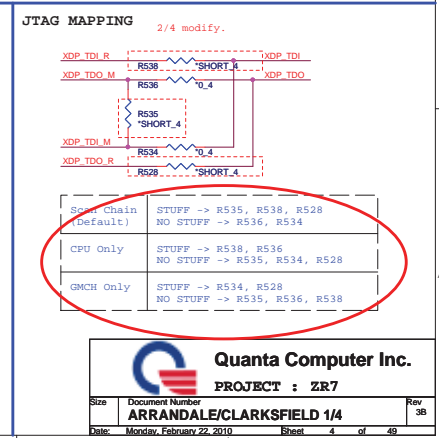 JTAG MAPPING
2/4 modify.
XDP_TDI_R
R538
*SHORT_4
XDP_TDI
XDP_TDO_M
R536
*0_4
XDP_TDO
R535
*SHORT_4
XDP_TDI_M
R534
*0_4
XDP_TDO_R
R528
*SHORT_4
Scan Chain
(Default)
STUFF -> R535, R538, R528
NO STUFF -> R536, R534
CPU Only
STUFF -> R538, R536
NO STUFF -> R535, R534, R528
GMCH Only
STUFF -> R534, R528
NO STUFF -> R535, R536, R538
Quanta Computer Inc.
PROJECT : ZR7
Size
Document Number
Rev
ARRANDALE/CLARKSFIELD 1/4
3B
Date: Monday, February 22, 2010 Sheet 4 of 49